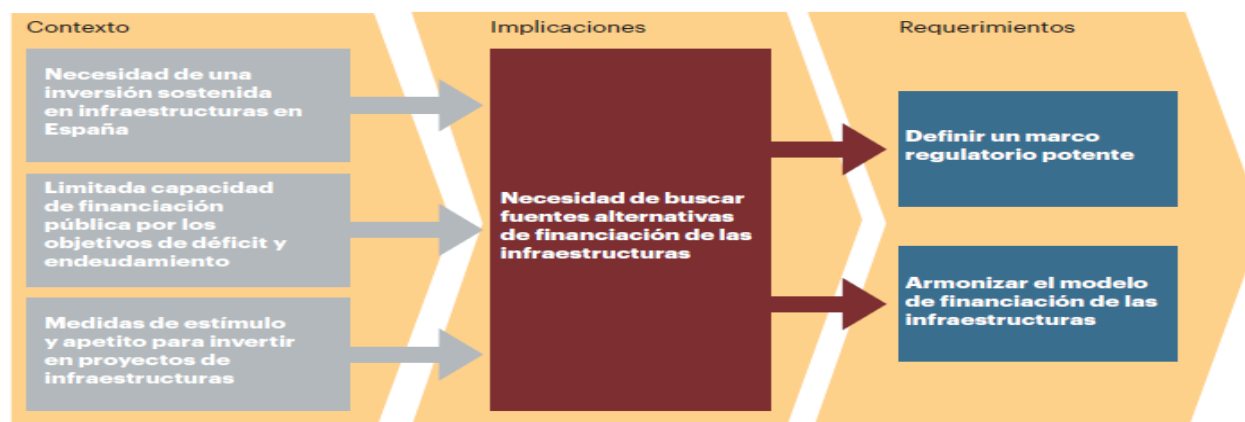 Contexto
Necesidad de una
inversión sostenida
en infraestructuras en
España
Limitada capacidad
de financiación
pública por los
objetivos de déficit y
endeudamiento
Medidas de estímulo
y apetito para invertir
en proyectos de
infraestructuras
Implicaciones
Necesidad de buscar
fuentes alternativas
de financiación de las
infraestructuras
Requerimientos
Definir un marco
regulatorio potente
Armonizar el modelo
de financiación de las
infraestructuras